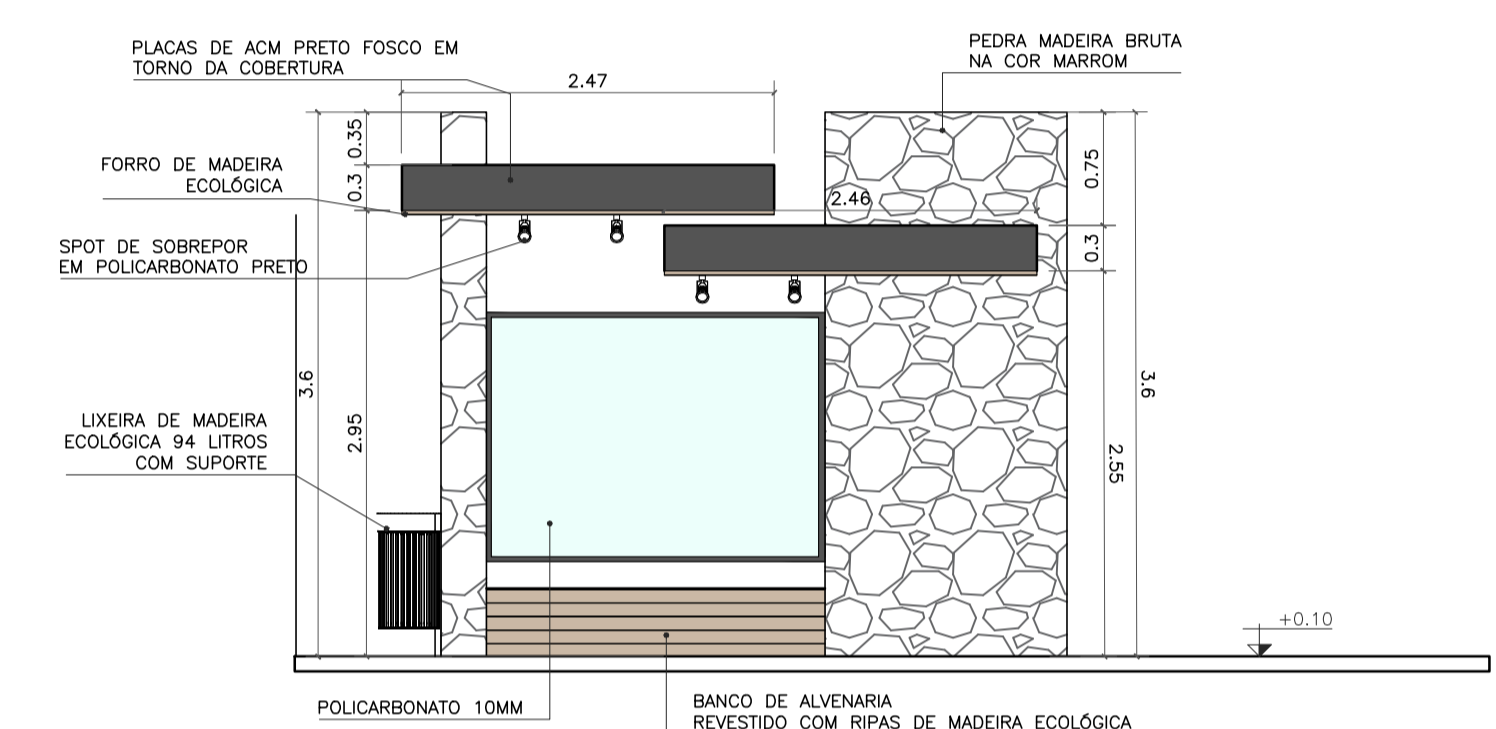 PLACAS DE ACM PRETO FOSCO EM
TORNO DA COBERTURA
2.47
PEDRA MADEIRA BRUTA
NA COR MARROM
0.35
0.3
FORRO DE MADEIRA
ECOLÓGICA
0.75
2.46
0.3
SPOT DE SOBREPOR
EM POLICARBONATO PRETO
3.6
2.95
3.6
2.55
LIXEIRA DE MADEIRA
ECOLÓGICA 94 LITROS
COM SUPORTE
+0.10
POLICARBONATO 10MM
BANCO DE ALVENARIA
REVESTIDO COM RIPAS DE MADEIRA ECOLÓGICA